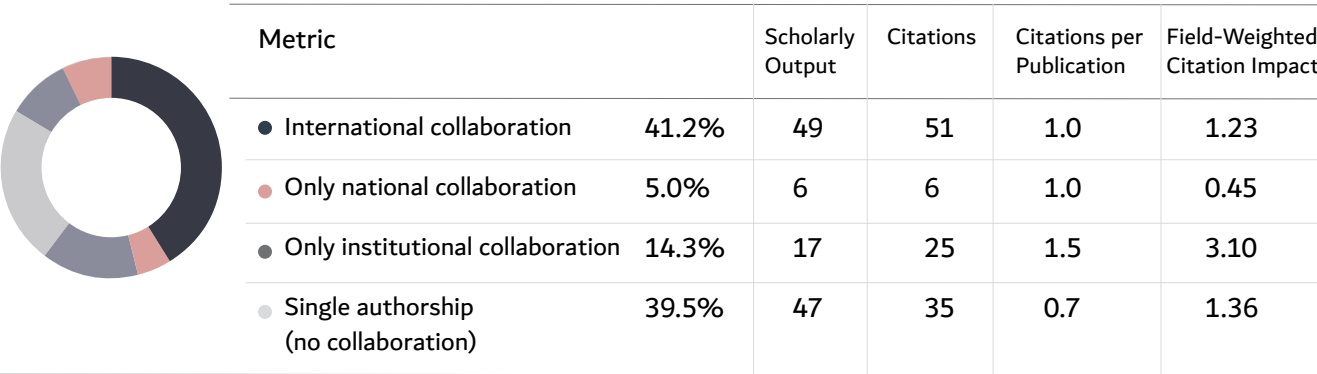 Metric Scholarly Output Citations Citations per Publication Field-Weighted Citation Impact
International collaboration 41.2% 49 51 1.0 1.23
Only national collaboration 5.0% 6 6 1.0 0.45
Only institutional collaboration 14.3% 17 25 1.5 3.10
Single authorship 39.5% 47 35 0.7 1.36
(no collaboration)